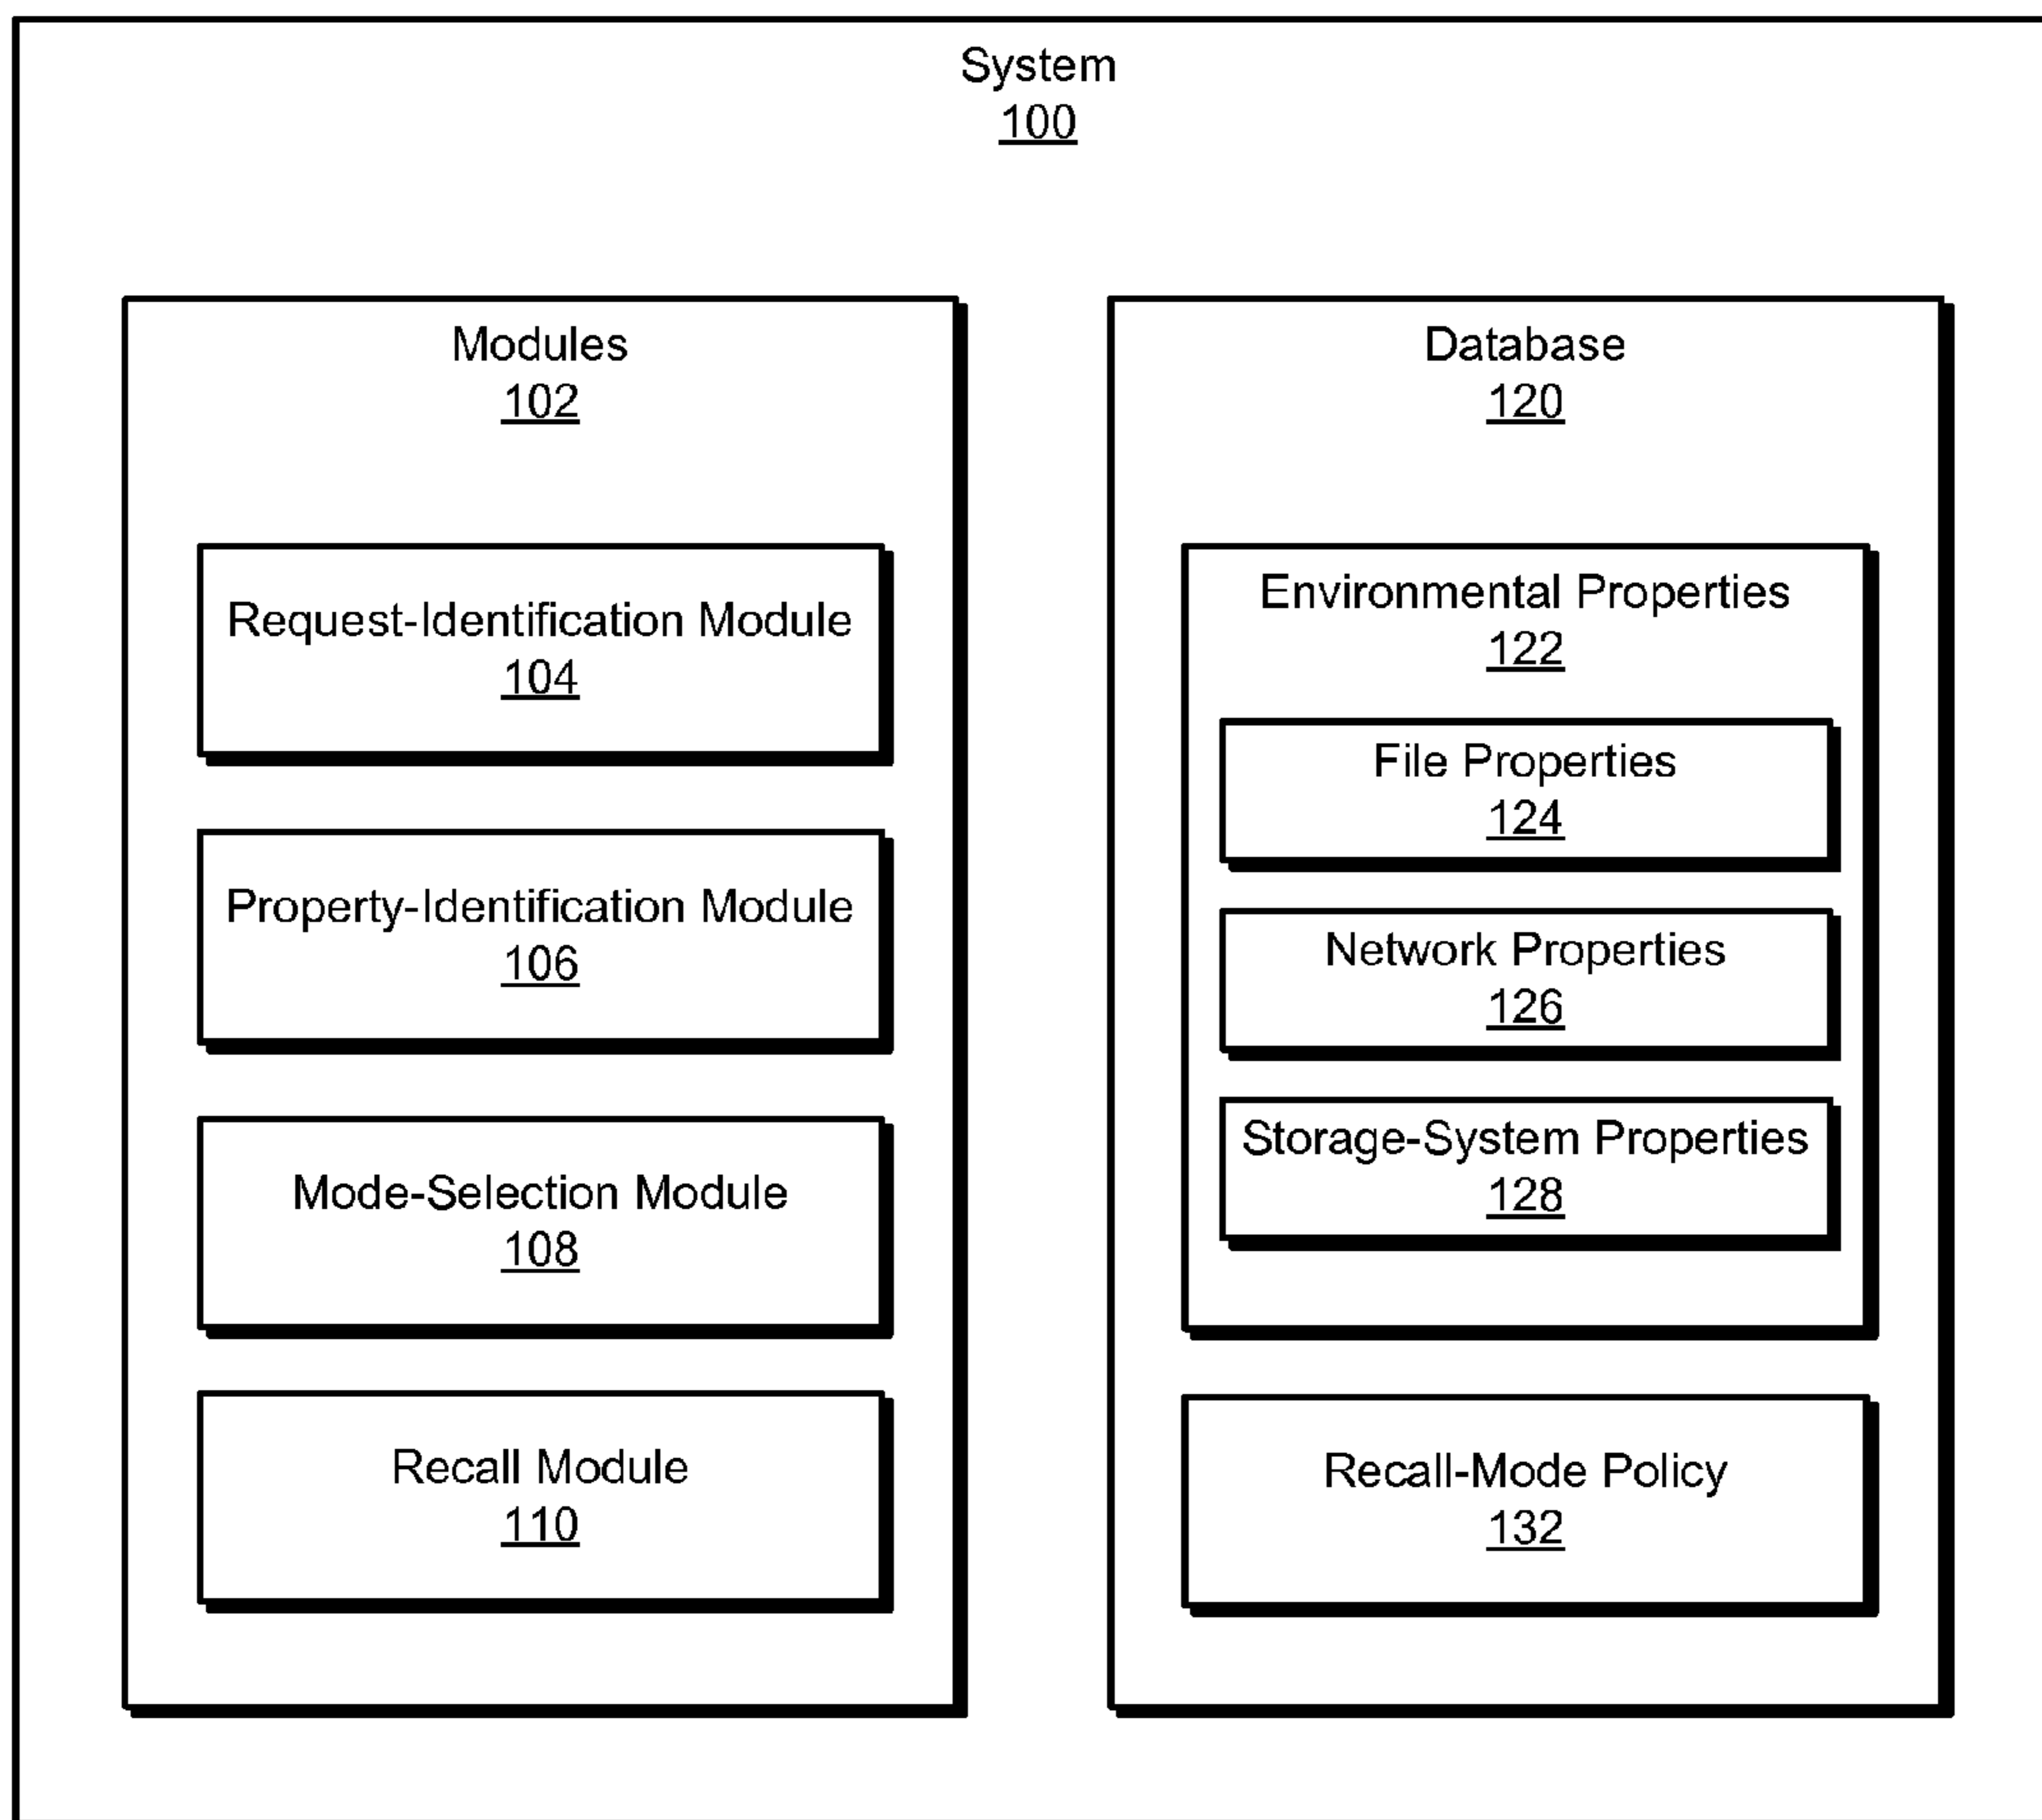 System
100
Modules
102
Request-Identification Module
104
Property-Identification Module
106
Mode-Selection Module
108
Recall Module
110
Database
120
Environmental Properties
122
File Properties
124
Network Properties
126
Storage-System Properties
128
Recall-Mode Policy
132